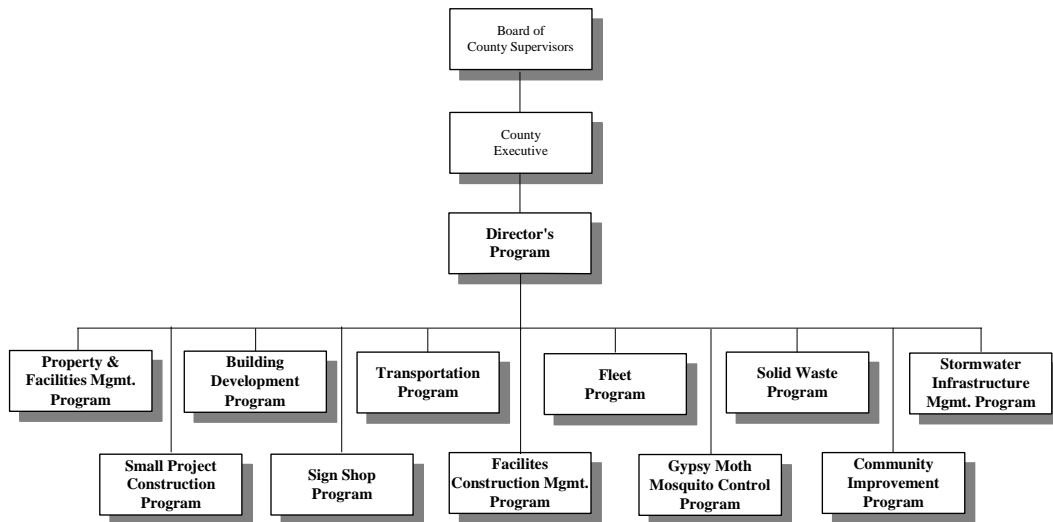 Board of
County Supervisors
County
Executive
Director's
Program
Property &
Facilities Mgmt.
Program
Building
Development
Program
Transportation
Program
Fleet
Program
Solid Waste
Program
Stormwater
Infrastructure
Mgmt. Program
Small Project
Construction
Program
Sign Shop
Program
Facilites
Construction Mgmt.
Program
Gypsy Moth
Mosquito Control
Program
Community
Improvement
Program